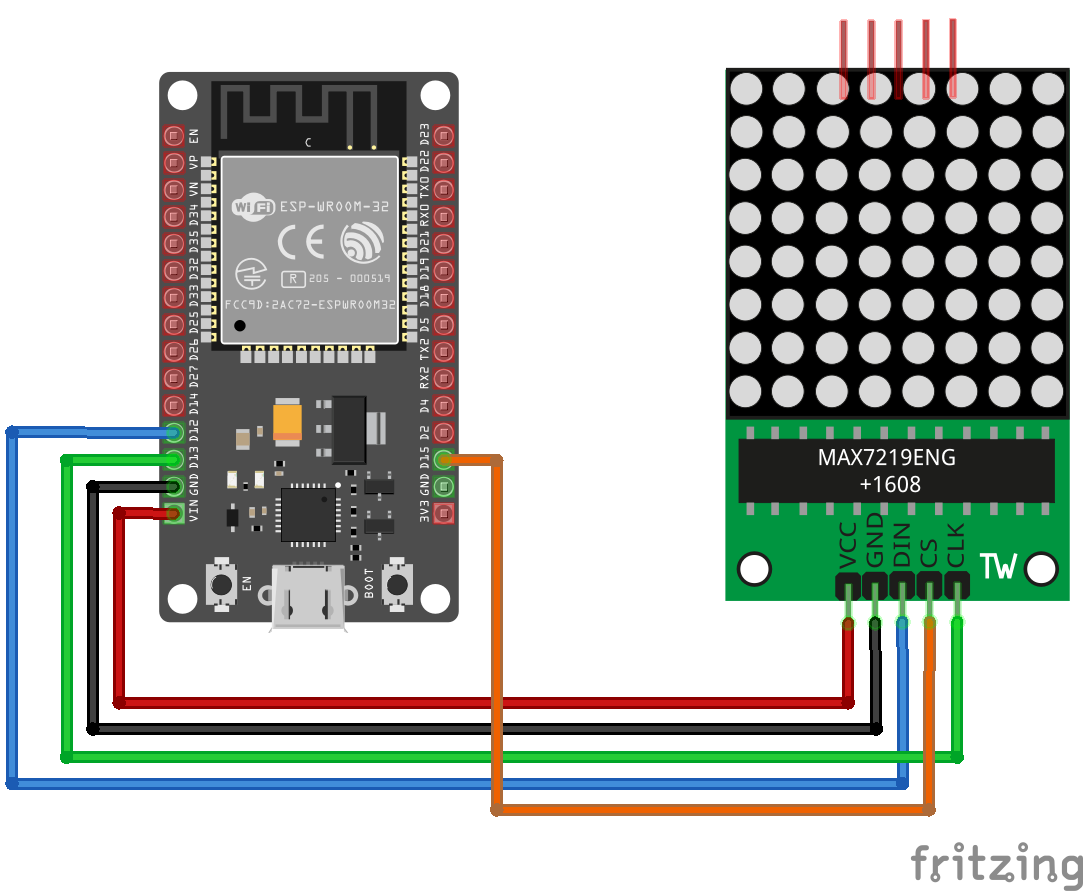 EN
VP
VN
D34
D35
D32
D33
D25
D26
D27
D14
D12
D13
GND
VIN
D23
D22
TX0
RX0
D21
D19
D18
D5
TX2
RX2
D4
D2
D15
GND
3V3
C
WiFi
ESP-WROOM-32
CE
R 205 - 000519
FCC9D:2AC72-ESPWROOM32
EN
BOOT
MAX7219ENG
+1608
VCC
GND
DIN
CS
CLK
TW
fritzing